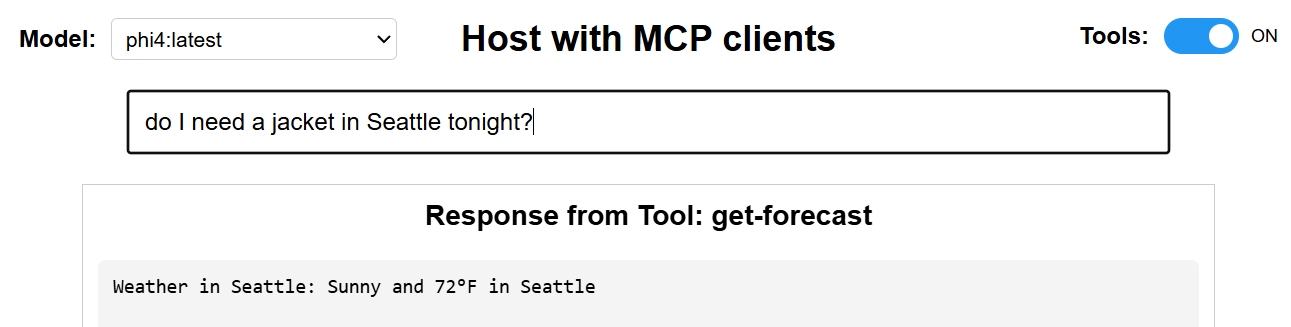 Model: phi4:latest Host with MCP clients Tools: ON
do I need a jacket in Seattle tonight?
Response from Tool: get-forecast
Weather in Seattle: Sunny and 72°F in Seattle